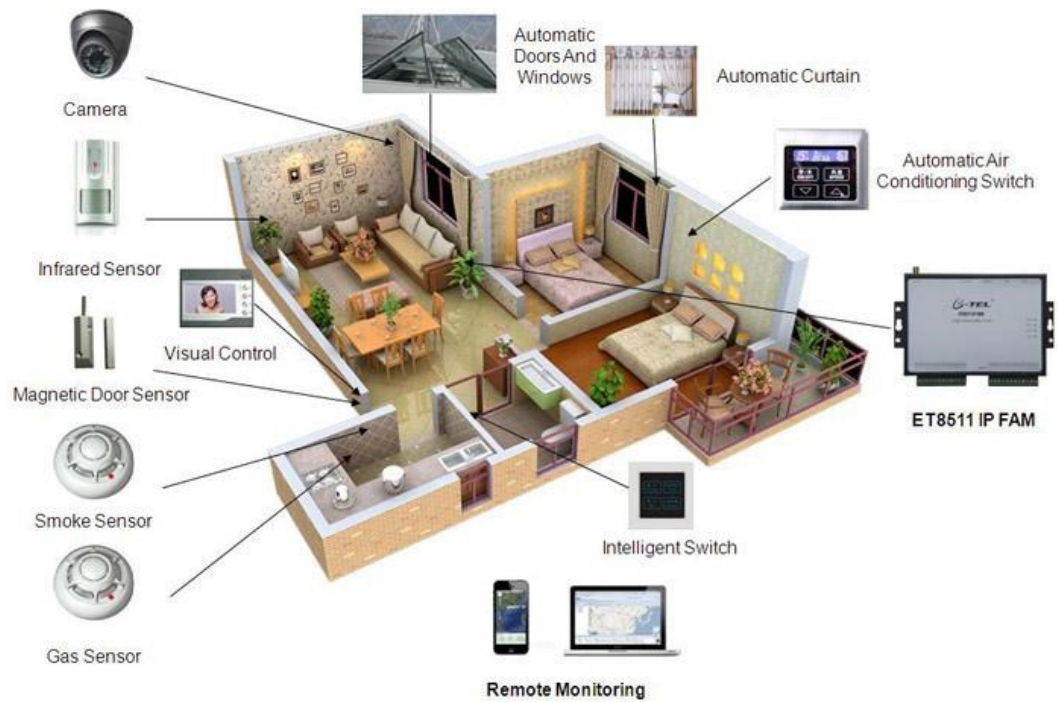 Camera
Automatic
Doors And
Windows
Automatic Curtain
Automatic Air
Conditioning Switch
Infrared Sensor
Visual Control
Magnetic Door Sensor
ET8511 IP FAM
Smoke Sensor
Intelligent Switch
Gas Sensor
Remote Monitoring